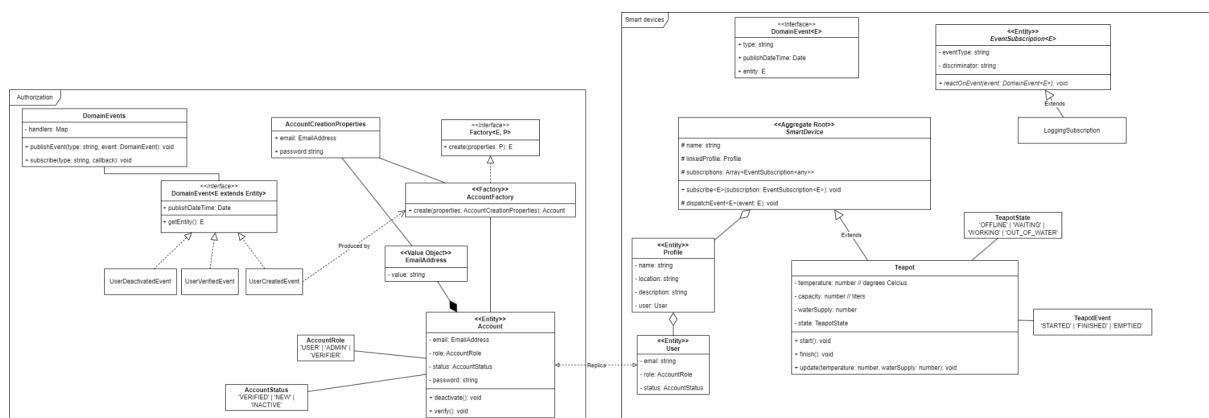 Authorization
DomainEvents
- handlers: Map
+ publishEvent(type: string, event: DomainEvent): void
+ subscribe(type: string, callback): void
<<interface>>
DomainEvent<E extends Entity>
+ publishDateTime: Date
+ getEntity(): E
UserDeactivatedEvent
UserVerifiedEvent
UserCreatedEvent
AccountCreationProperties
+ email: EmailAddress
+ password:string
<<interface>>
Factory<E, P>
+ create(properties: P): E
<<Factory>>
AccountFactory
+ create(properties: AccountCreationProperties): Account
Produced by
<<Value Object>>
EmailAddress
- value: string
<<Entity>>
Account
- email: EmailAddress
- role: AccountRole
- status: AccountStatus
- password: string
+ deactivate(): void
+ verify(): void
AccountRole
'USER' | 'ADMIN' |
'VERIFIER'
AccountStatus
'VERIFIED' | 'NEW' |
'INACTIVE'
Replica
Smart devices
<<interface>>
DomainEvent<E>
+ type: string
+ publishDateTime: Date
+ entity: E
<<Entity>>
EventSubscription<E>
- eventType: string
- discriminator: string
+ reactOnEvent(event: DomainEvent<E>): void
Extends
LoggingSubscription
<<Aggregate Root>>
SmartDevice
# name: string
# linkedProfile: Profile
# subscriptions: Array<EventSubscription<any>>
+ subscribe<E>(subscription: EventSubscription<E>): void
# dispatchEvent<E>(event: E): void
Extends
<<Entity>>
Profile
- name: string
- location: string
- description: string
- user: User
<<Entity>>
User
- email: string
- role: AccountRole
- status: AccountStatus
TeapotState
'OFFLINE' | 'WAITING' |
'WORKING' | 'OUT_OF_WATER'
Teapot
- temperature: number // degrees Celcius
- capacity: number // liters
- waterSupply: number
- state: TeapotState
+ start(): void
+ finish(): void
+ update(temperature: number, waterSupply: number): void
TeapotEvent
'STARTED' | 'FINISHED' | 'EMPTIED'